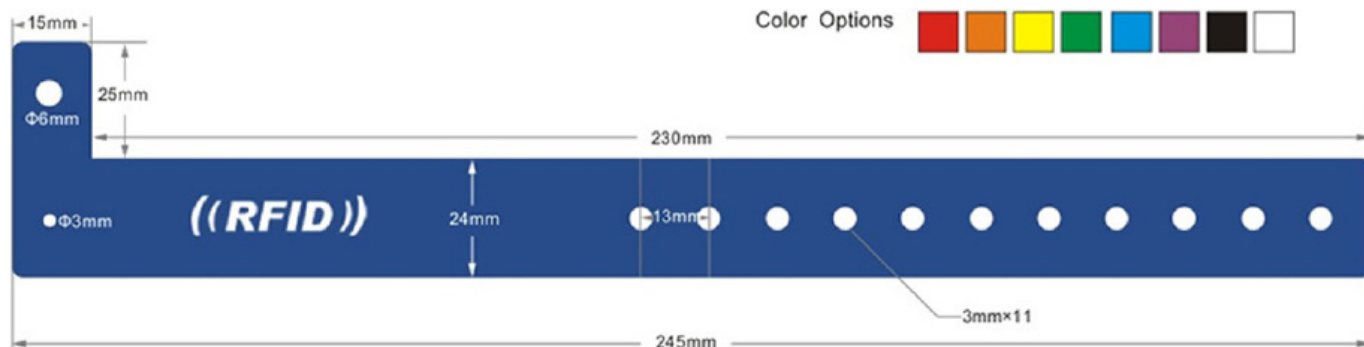 15mm
Color Options
25mm
Φ6mm
230mm
Φ3mm
((RFID))
24mm
13mm
3mm×11
245mm